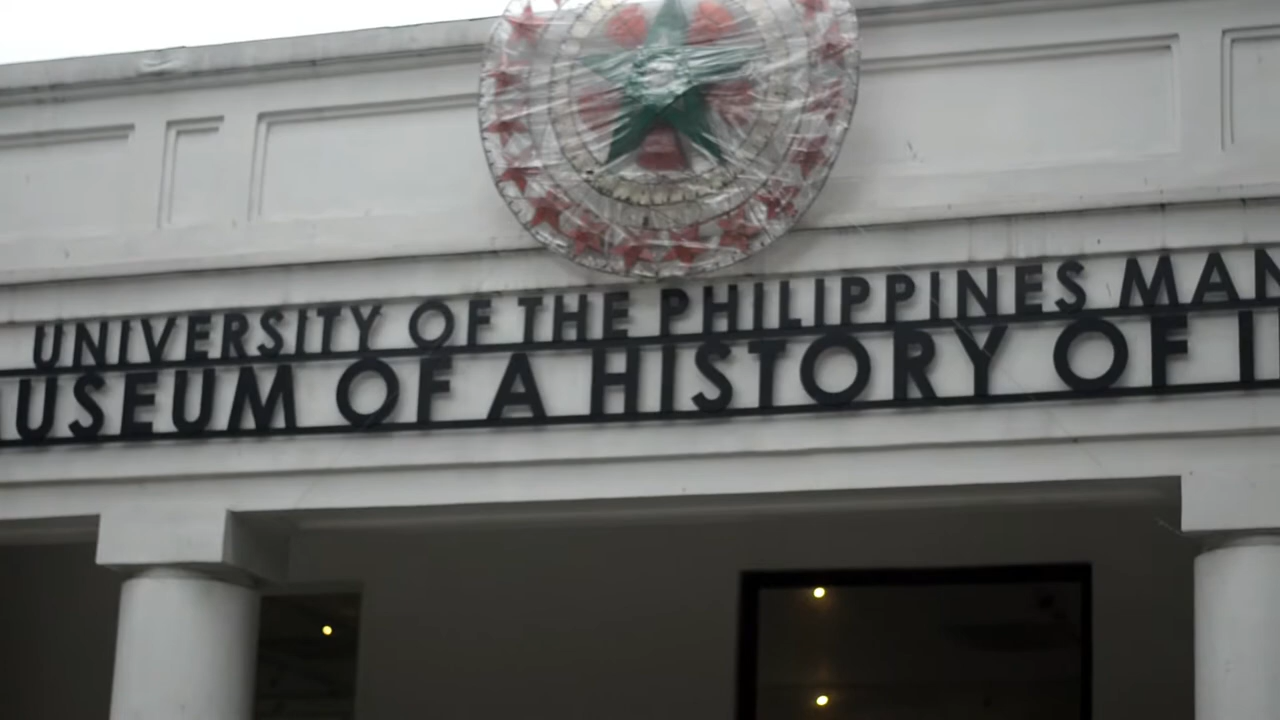 UNIVERSITY OF THE PHILIPPINES MAN
USEUM OF A HISTORY OF I